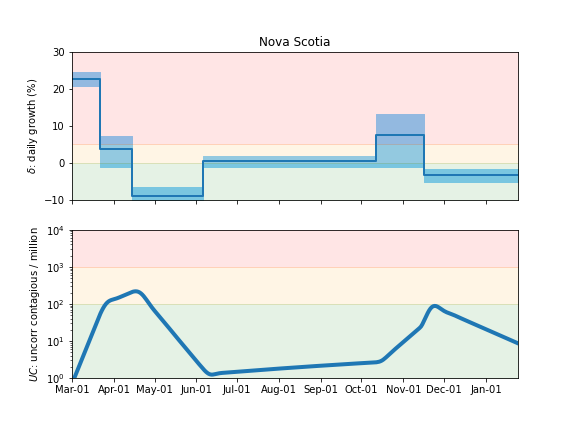 Nova Scotia
δ: daily growth (%)
30
20
10
0
−10
UC: uncorr contagious / million
10⁴
10³
10²
10¹
10⁰
Mar-01 Apr-01 May-01 Jun-01 Jul-01 Aug-01 Sep-01 Oct-01 Nov-01 Dec-01 Jan-01